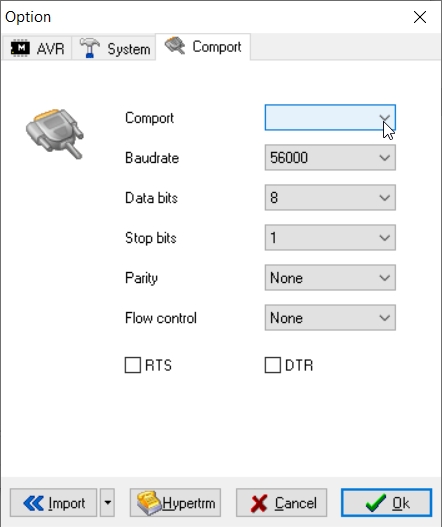 Option
AVR System Comport
Comport
Baudrate 56000
Data bits 8
Stop bits 1
Parity None
Flow control None
RTS DTR
Import Hypertrm Cancel Ok